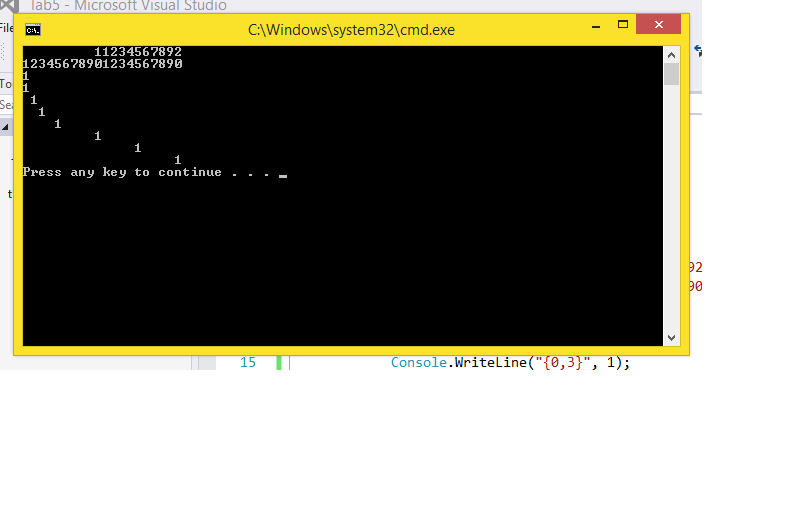 lab5 - Microsoft Visual Studio
File
C:\Windows\system32\cmd.exe
         11234567892
12345678901234567890
To
Sea
1
1
 1
  1
    1
         1
              1
                   1
Press any key to continue . . . _
t
92
90
15 Console.WriteLine("{0,3}", 1);